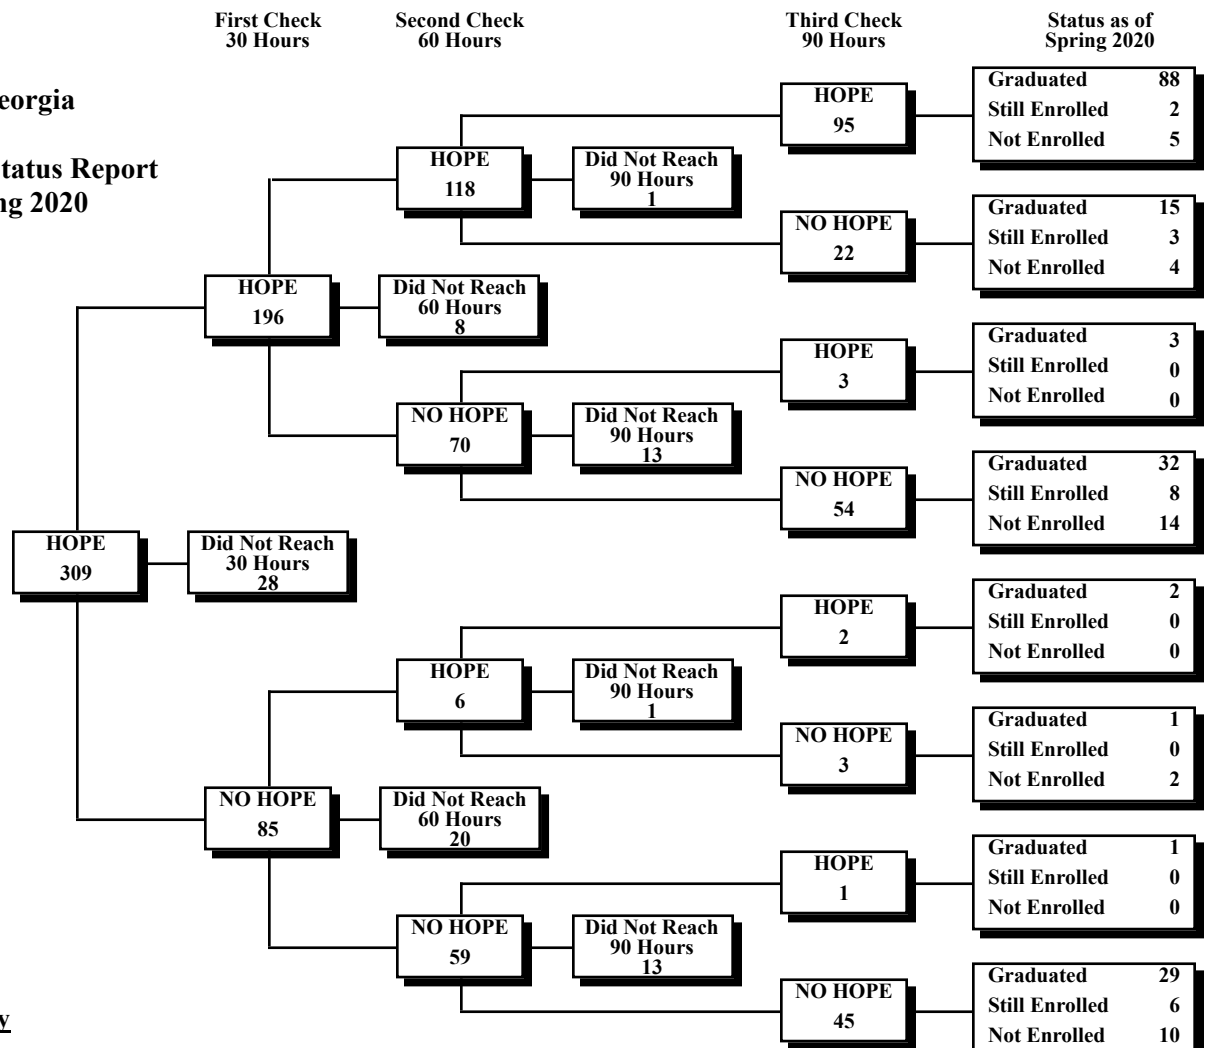 First Check
30 Hours
Second Check
60 Hours
Third Check
90 Hours
Status as of
Spring 2020
eorgia
tatus Report
ng 2020
HOPE
309
Did Not Reach
30 Hours
28
HOPE
196
Did Not Reach
60 Hours
8
NO HOPE
85
Did Not Reach
60 Hours
20
HOPE
118
Did Not Reach
90 Hours
1
NO HOPE
70
Did Not Reach
90 Hours
13
HOPE
6
Did Not Reach
90 Hours
1
NO HOPE
59
Did Not Reach
90 Hours
13
HOPE
95
Graduated 88
Still Enrolled 2
Not Enrolled 5
NO HOPE
22
Graduated 15
Still Enrolled 3
Not Enrolled 4
HOPE
3
Graduated 3
Still Enrolled 0
Not Enrolled 0
NO HOPE
54
Graduated 32
Still Enrolled 8
Not Enrolled 14
HOPE
2
Graduated 2
Still Enrolled 0
Not Enrolled 0
NO HOPE
3
Graduated 1
Still Enrolled 0
Not Enrolled 2
HOPE
1
Graduated 1
Still Enrolled 0
Not Enrolled 0
NO HOPE
45
Graduated 29
Still Enrolled 6
Not Enrolled 10
y